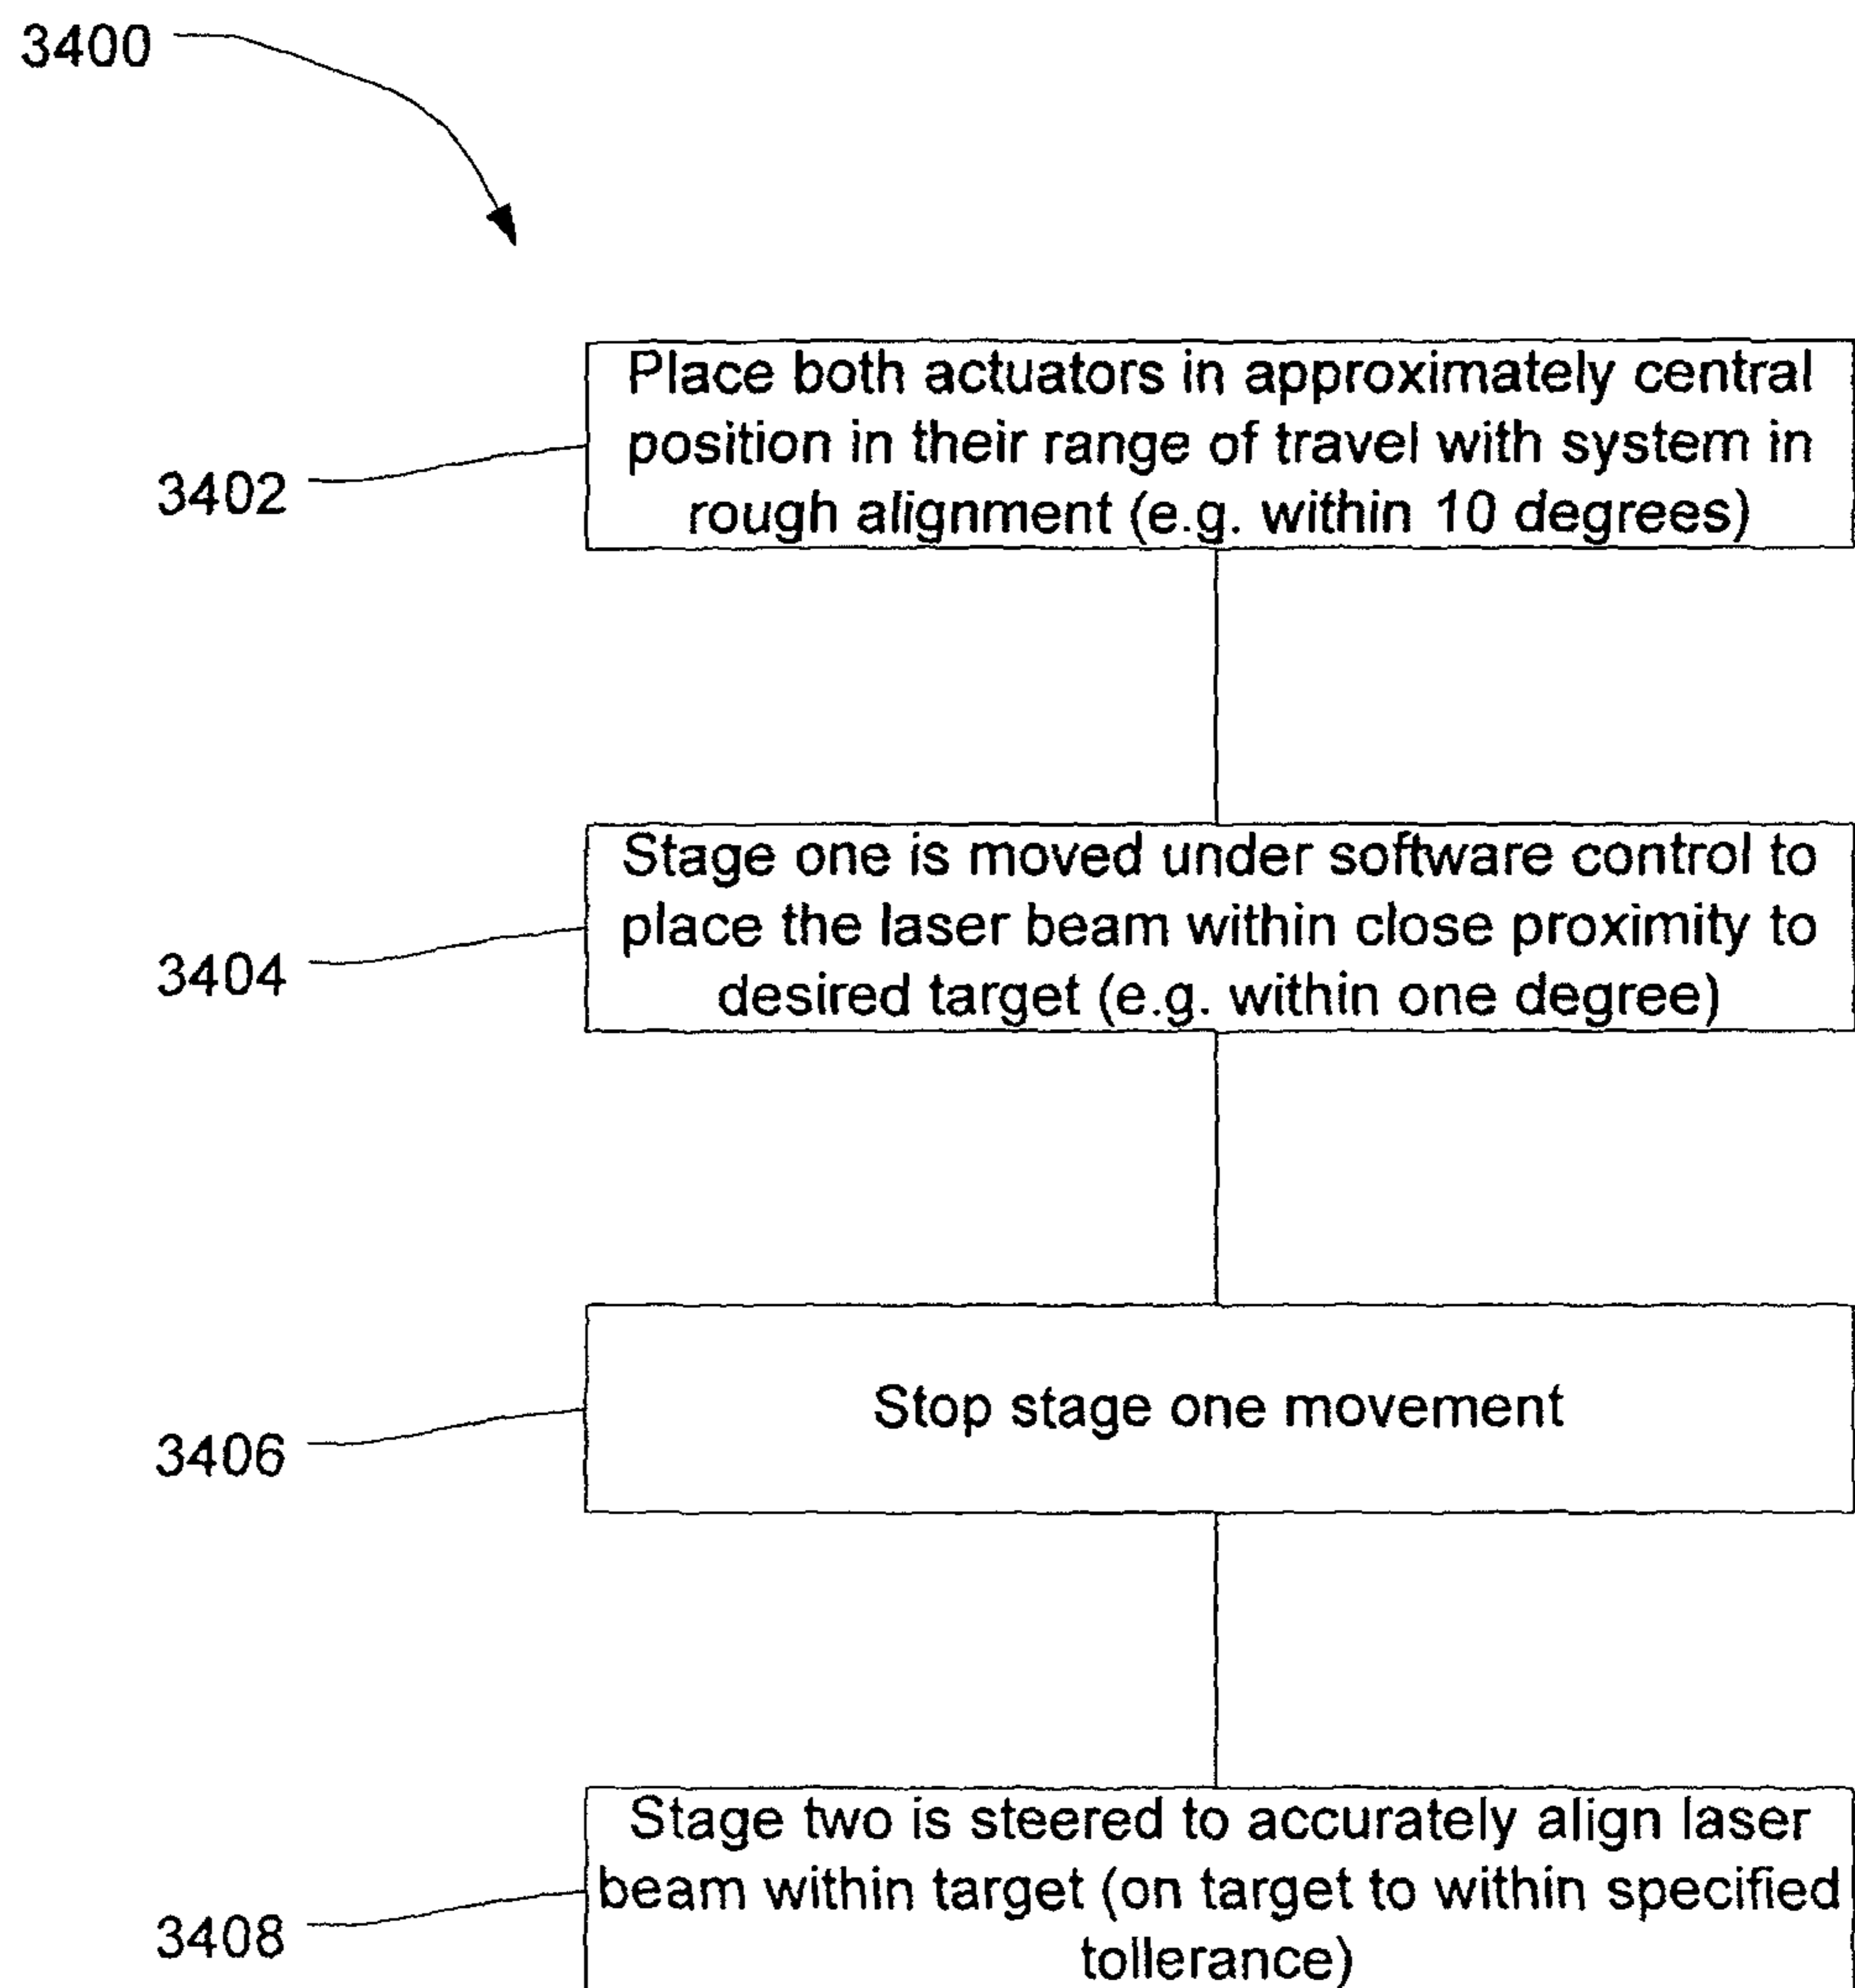 3400
Place both actuators in approximately central
position in their range of travel with system in
rough alignment (e.g. within 10 degrees)
3402
Stage one is moved under software control to
place the laser beam within close proximity to
desired target (e.g. within one degree)
3404
Stop stage one movement
3406
Stage two is steered to accurately align laser
beam within target (on target to within specified
tollerance)
3408